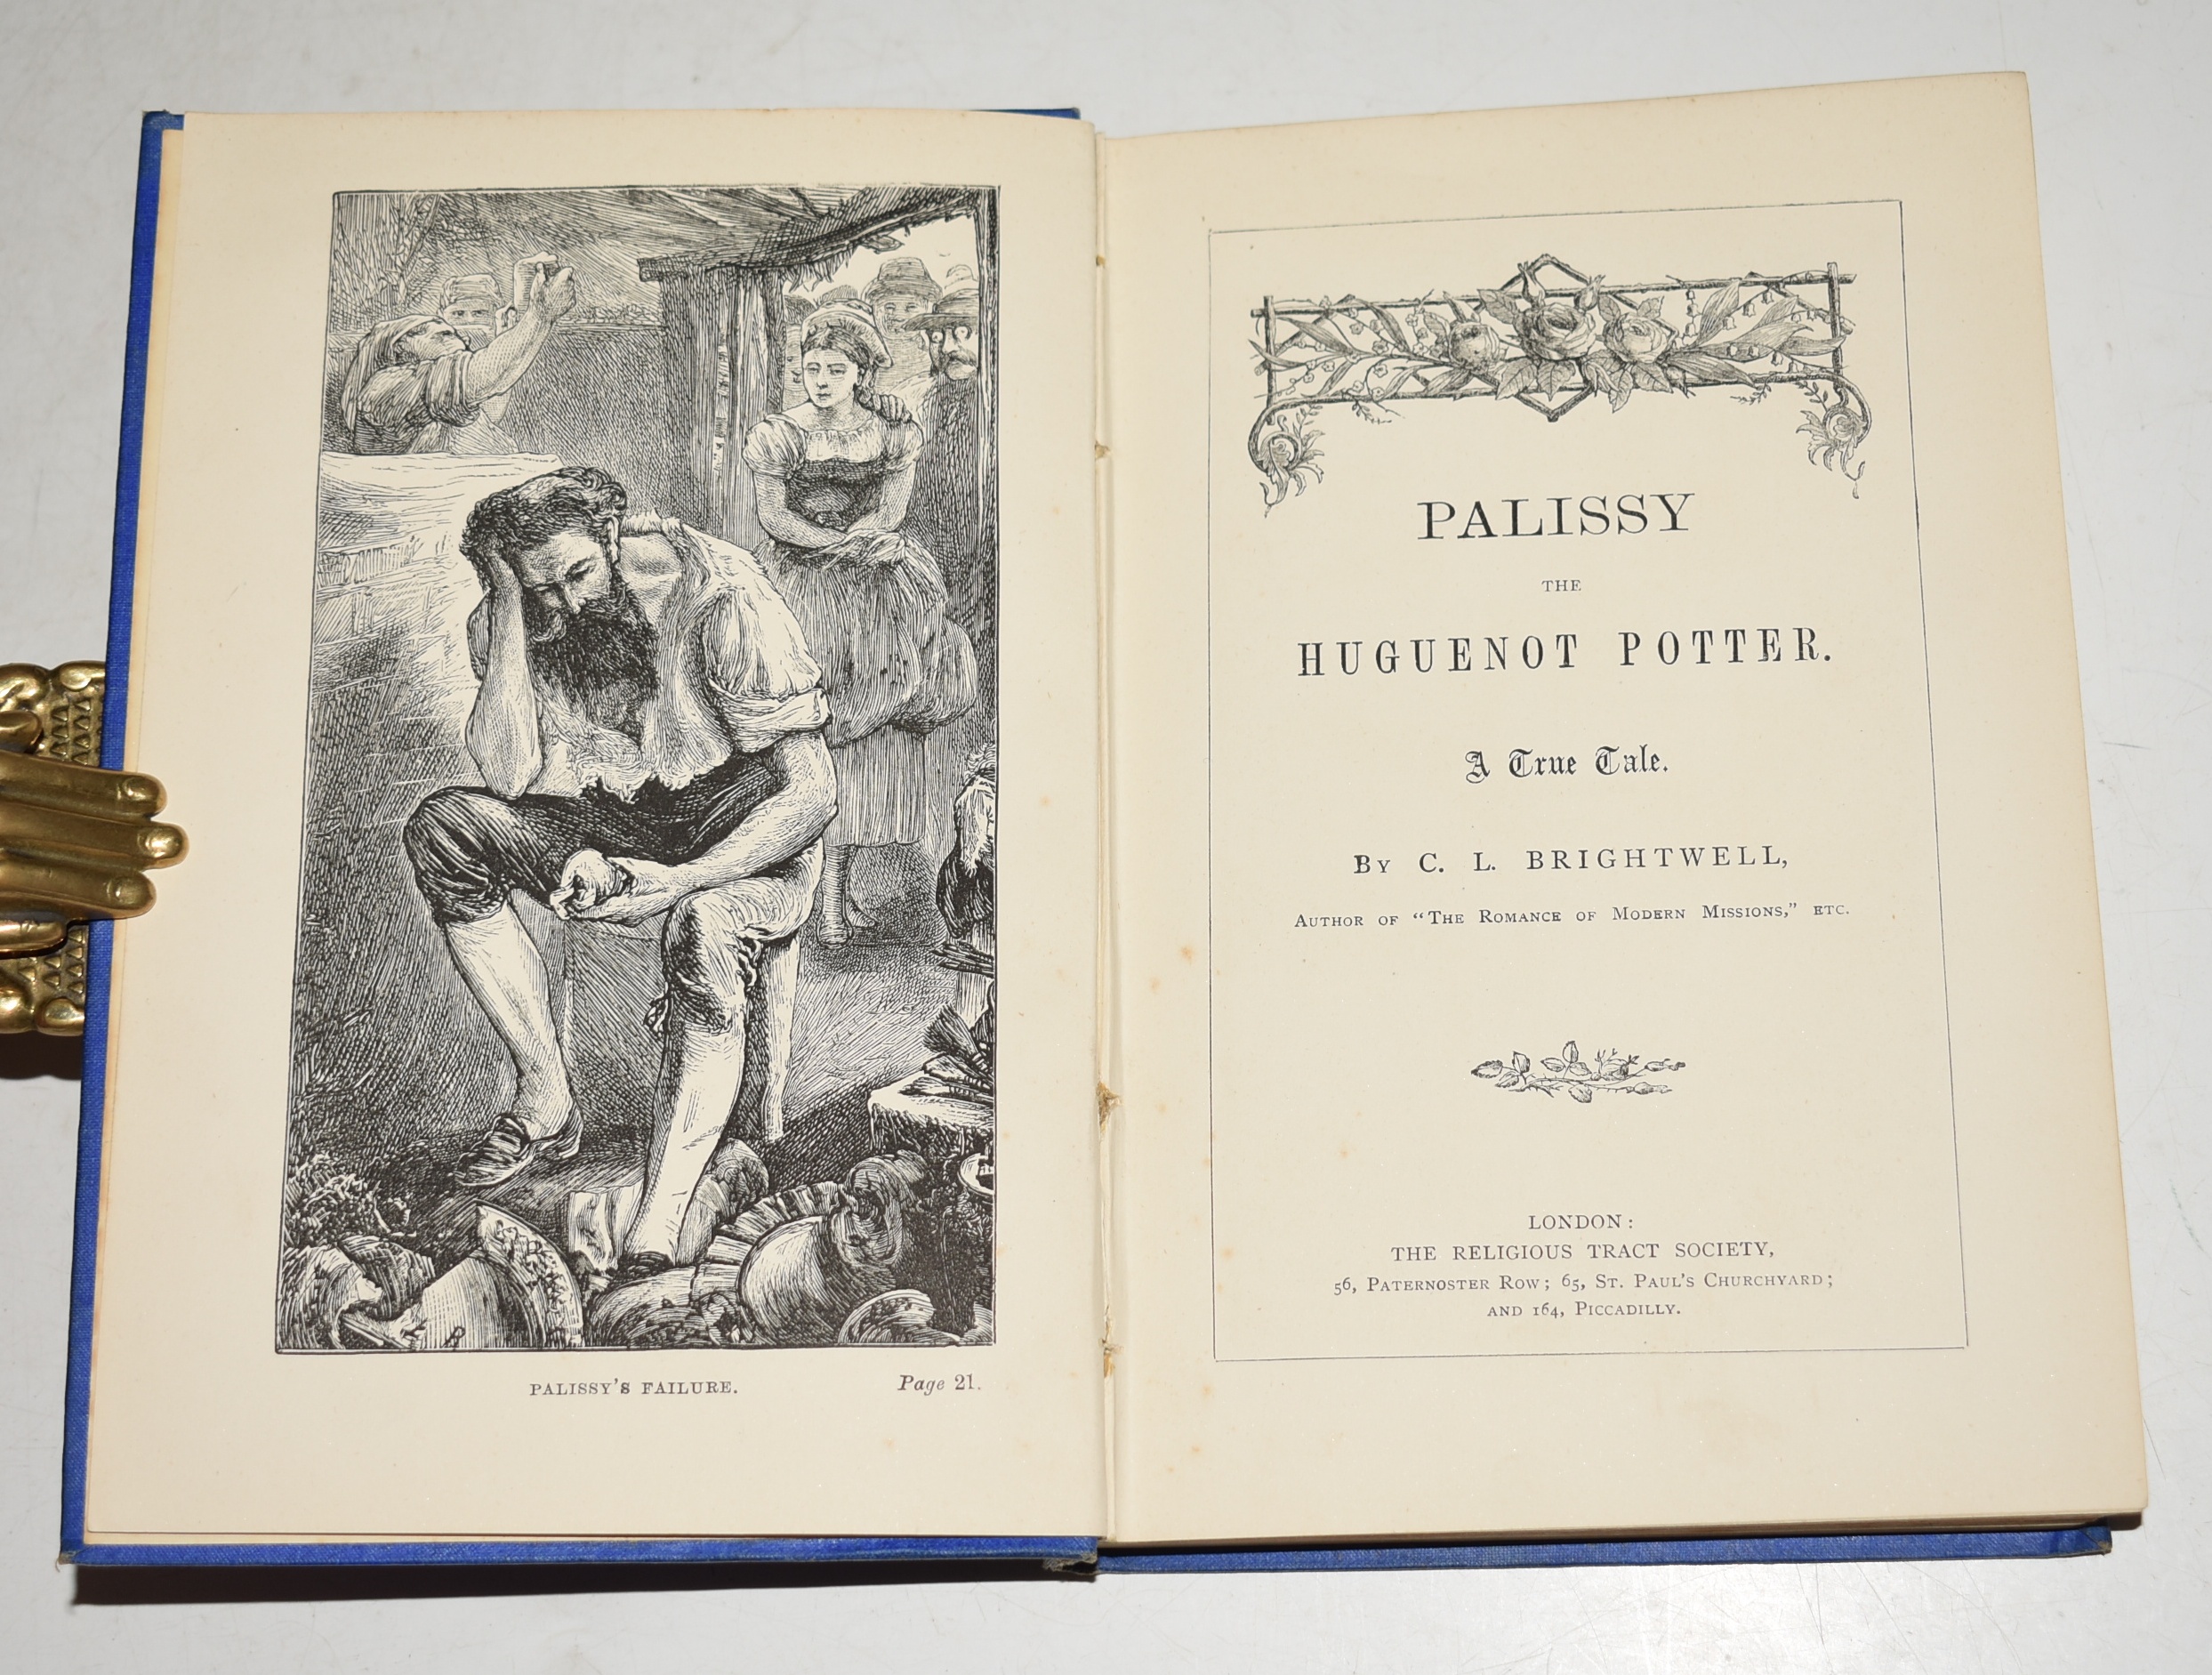 PALISSY'S FAILURE. Page 21.
PALISSY
THE
HUGUENOT POTTER.
A True Tale.
BY C. L. BRIGHTWELL,
AUTHOR OF "THE ROMANCE OF MODERN MISSIONS," ETC.
LONDON:
THE RELIGIOUS TRACT SOCIETY,
56, PATERNOSTER ROW; 65, ST. PAUL'S CHURCHYARD;
AND 164, PICCADILLY.